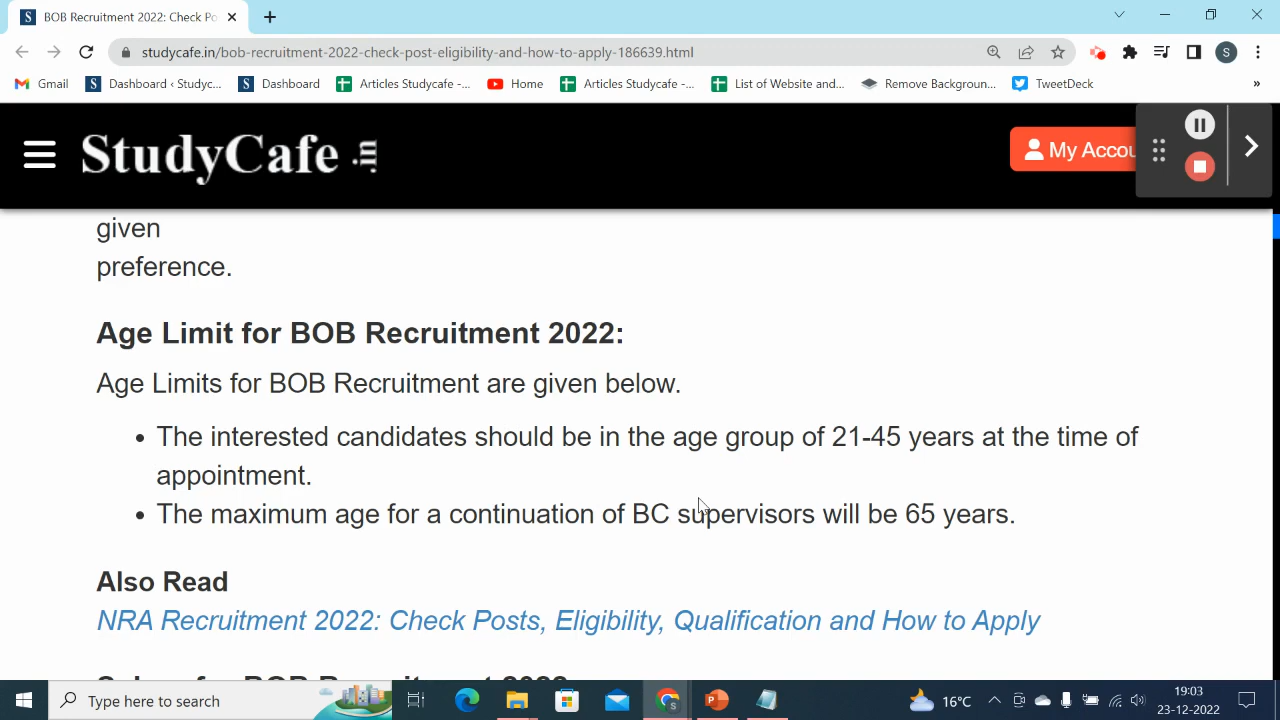 BOB Recruitment 2022: Check Po
studycafe.in/bob-recruitment-2022-check-post-eligibility-and-how-to-apply-186639.html
S
Gmail
Dashboard ‹ Studyc...
Dashboard
Articles Studycafe -...
Home
Articles Studycafe -...
List of Website and...
Remove Backgroun...
TweetDeck
»
StudyCafe .in
My Accou
given
preference.
Age Limit for BOB Recruitment 2022:
Age Limits for BOB Recruitment are given below.
• The interested candidates should be in the age group of 21-45 years at the time of
appointment.
• The maximum age for a continuation of BC supervisors will be 65 years.
Also Read
NRA Recruitment 2022: Check Posts, Eligibility, Qualification and How to Apply
for BOB Recruitment 2022
Type here to search
16°C
19:03
23-12-2022